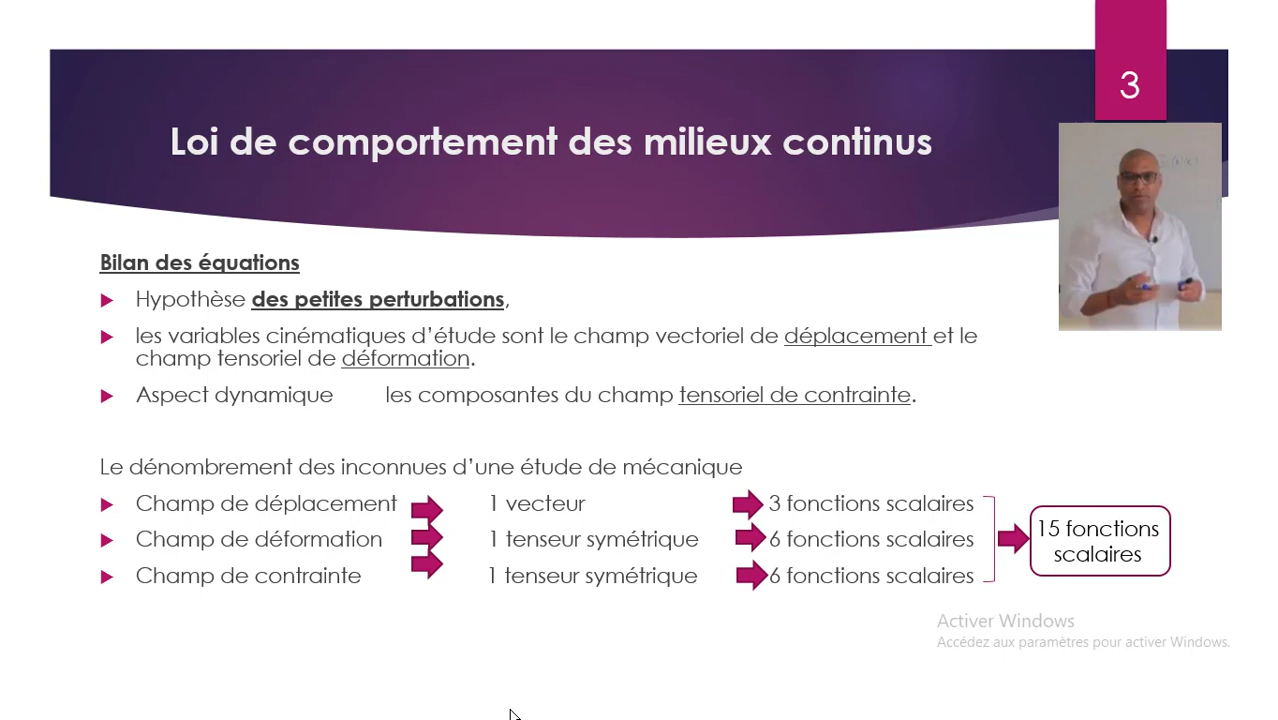 3
Loi de comportement des milieux continus
Bilan des équations
Hypothèse des petites perturbations,
les variables cinématiques d’étude sont le champ vectoriel de déplacement et le
champ tensoriel de déformation.
Aspect dynamique les composantes du champ tensoriel de contrainte.
Le dénombrement des inconnues d’une étude de mécanique
Champ de déplacement 1 vecteur 3 fonctions scalaires
Champ de déformation 1 tenseur symétrique 6 fonctions scalaires
Champ de contrainte 1 tenseur symétrique 6 fonctions scalaires
15 fonctions
scalaires
Activer Windows
Accédez aux paramètres pour activer Windows.